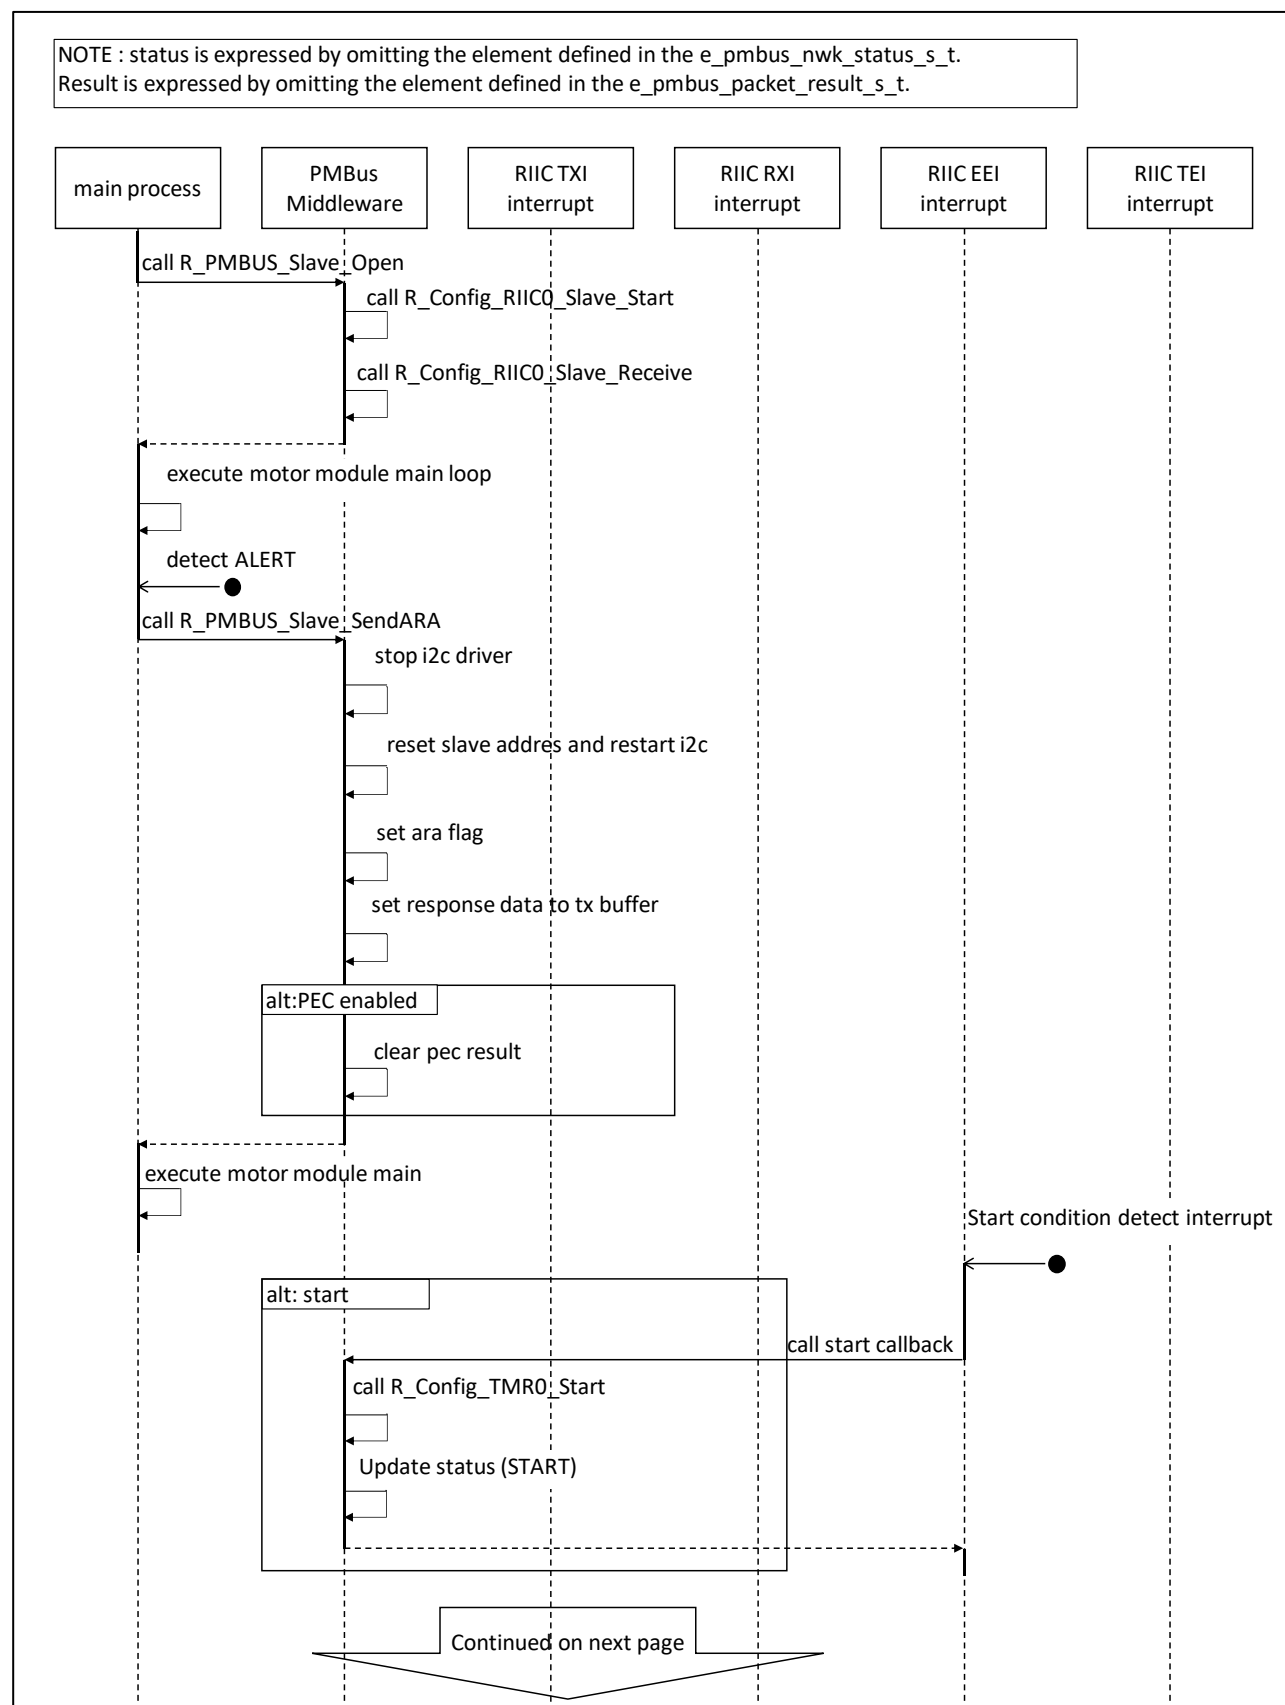 NOTE : status is expressed by omitting the element defined in the e_pmbus_nwk_status_s_t.
Result is expressed by omitting the element defined in the e_pmbus_packet_result_s_t.
main process
PMBus
Middleware
RIIC TXI
interrupt
RIIC RXI
interrupt
RIIC EEI
interrupt
RIIC TEI
interrupt
call R_PMBUS_Slave_Open
call R_Config_RIIC0_Slave_Start
call R_Config_RIIC0_Slave_Receive
execute motor module main loop
detect ALERT
call R_PMBUS_Slave_SendARA
stop i2c driver
reset slave addres and restart i2c
set ara flag
set response data to tx buffer
alt:PEC enabled
clear pec result
execute motor module main
Start condition detect interrupt
alt: start
call start callback
call R_Config_TMR0_Start
Update status (START)
Continued on next page